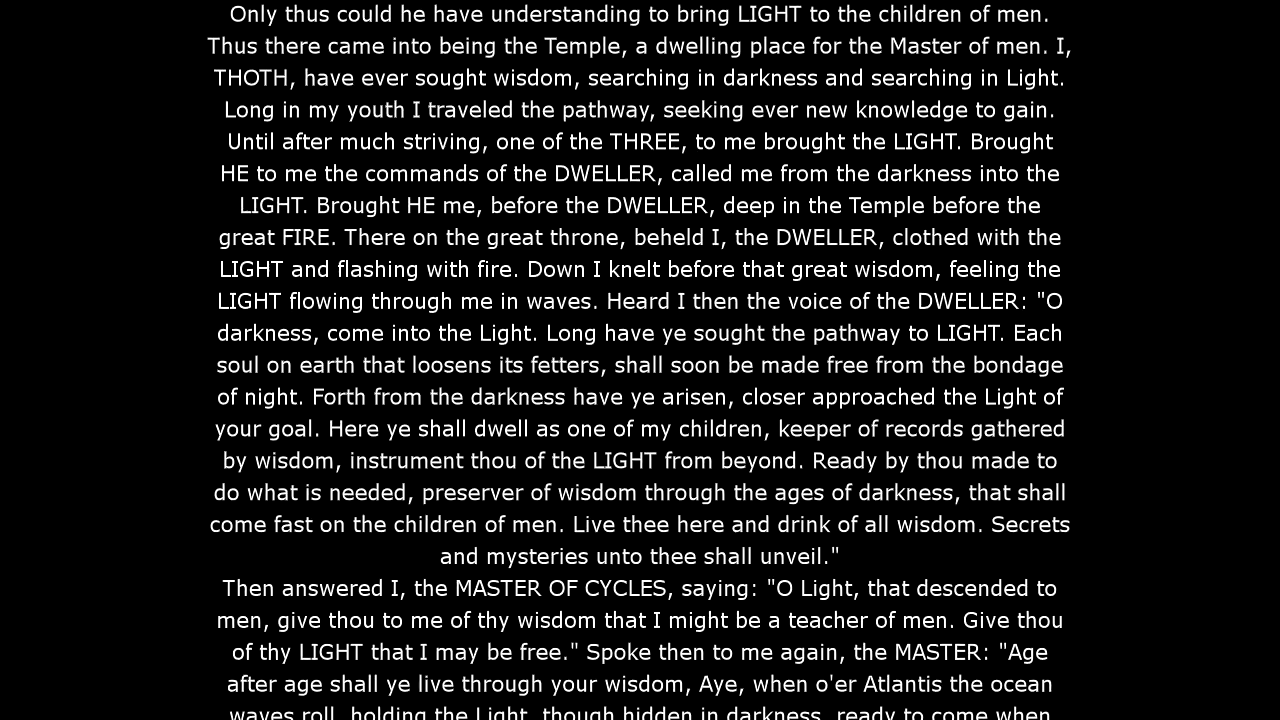 Only thus could he have understanding to bring LIGHT to the children of men.
Thus there came into being the Temple, a dwelling place for the Master of men. I,
THOTH, have ever sought wisdom, searching in darkness and searching in Light.
Long in my youth I traveled the pathway, seeking ever new knowledge to gain.
Until after much striving, one of the THREE, to me brought the LIGHT. Brought
HE to me the commands of the DWELLER, called me from the darkness into the
LIGHT. Brought HE me, before the DWELLER, deep in the Temple before the
great FIRE. There on the great throne, beheld I, the DWELLER, clothed with the
LIGHT and flashing with fire. Down I knelt before that great wisdom, feeling the
LIGHT flowing through me in waves. Heard I then the voice of the DWELLER: "O
darkness, come into the Light. Long have ye sought the pathway to LIGHT. Each
soul on earth that loosens its fetters, shall soon be made free from the bondage
of night. Forth from the darkness have ye arisen, closer approached the Light of
your goal. Here ye shall dwell as one of my children, keeper of records gathered
by wisdom, instrument thou of the LIGHT from beyond. Ready by thou made to
do what is needed, preserver of wisdom through the ages of darkness, that shall
come fast on the children of men. Live thee here and drink of all wisdom. Secrets
and mysteries unto thee shall unveil."
Then answered I, the MASTER OF CYCLES, saying: "O Light, that descended to
men, give thou to me of thy wisdom that I might be a teacher of men. Give thou
of thy LIGHT that I may be free." Spoke then to me again, the MASTER: "Age
after age shall ye live through your wisdom, Aye, when o'er Atlantis the ocean
waves roll, holding the Light, though hidden in darkness, ready to come when